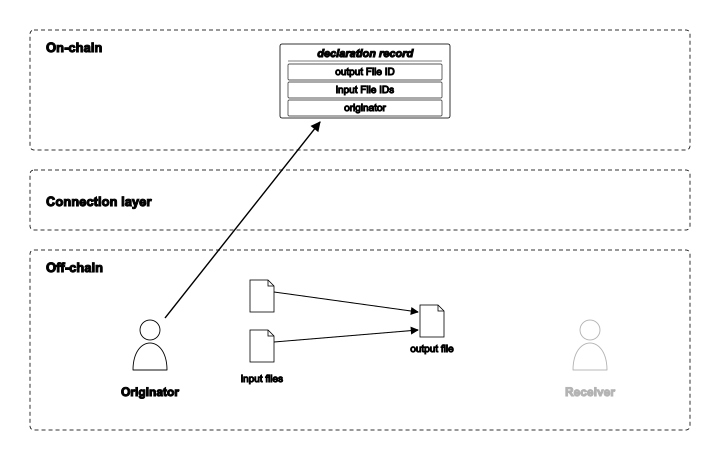 On-chain
declaration record
output File ID
input File IDs
originator
Connection layer
Off-chain
output file
input files
Originator
Receiver